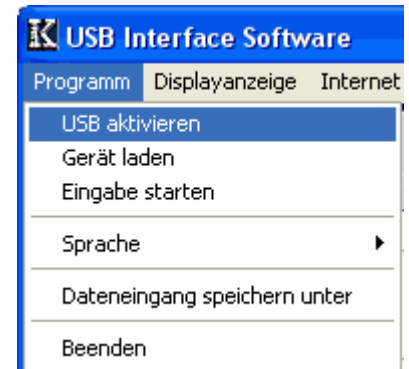 K USB Interface Software
Programm Displayanzeige Internet
USB aktivieren
Gerät laden
Eingabe starten
Sprache
Dateneingang speichern unter
Beenden